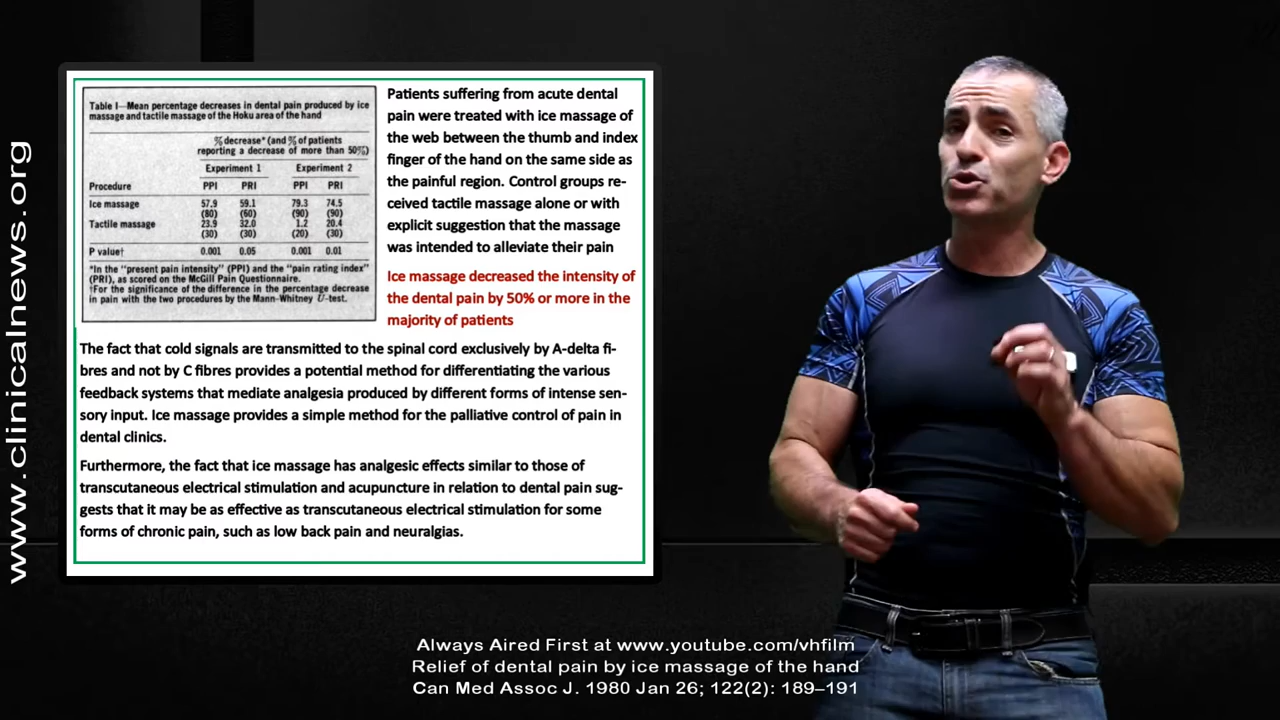 www.clinicalnews.org
Table I—Mean percentage decreases in dental pain produced by ice
massage and tactile massage of the Hoku area of the hand
% decrease* (and % of patients
reporting a decrease of more than 50%)
Experiment 1 Experiment 2
Procedure PPI PRI PPI PRI
Ice massage 57.9 59.1 79.3 74.5
(80) (60) (90) (90)
Tactile massage 23.9 32.0 1.2 20.4
(30) (30) (20) (30)
P value† 0.001 0.05 0.001 0.01
*In the "present pain intensity" (PPI) and the "pain rating index"
(PRI), as scored on the McGill Pain Questionnaire.
†For the significance of the difference in the percentage decrease
in pain with the two procedures by the Mann-Whitney U-test.
Patients suffering from acute dental
pain were treated with ice massage of
the web between the thumb and index
finger of the hand on the same side as
the painful region. Control groups re-
ceived tactile massage alone or with
explicit suggestion that the massage
was intended to alleviate their pain
Ice massage decreased the intensity of
the dental pain by 50% or more in the
majority of patients
The fact that cold signals are transmitted to the spinal cord exclusively by A-delta fi-
bres and not by C fibres provides a potential method for differentiating the various
feedback systems that mediate analgesia produced by different forms of intense sen-
sory input. Ice massage provides a simple method for the palliative control of pain in
dental clinics.
Furthermore, the fact that ice massage has analgesic effects similar to those of
transcutaneous electrical stimulation and acupuncture in relation to dental pain sug-
gests that it may be as effective as transcutaneous electrical stimulation for some
forms of chronic pain, such as low back pain and neuralgias.
Always Aired First at www.youtube.com/vhfilm
Relief of dental pain by ice massage of the hand
Can Med Assoc J. 1980 Jan 26; 122(2): 189–191